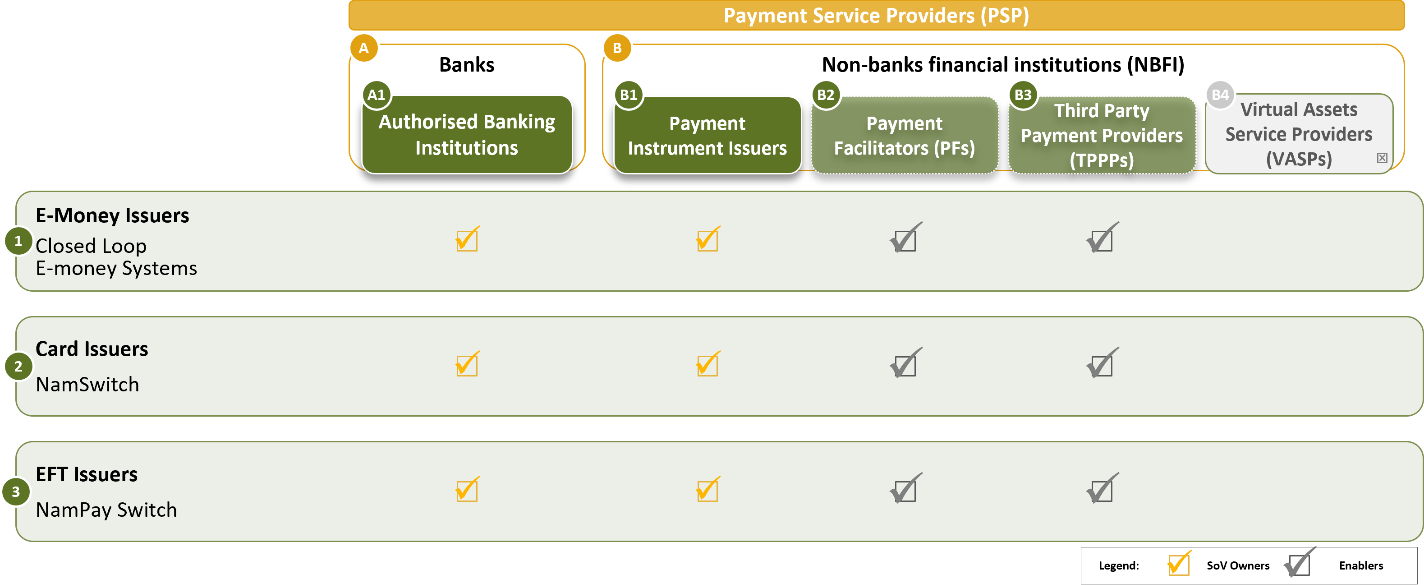 Payment Service Providers (PSP)
A
Banks
B
Non-banks financial institutions (NBFI)
A1
Authorised Banking
Institutions
B1
Payment
Instrument Issuers
B2
Payment
Facilitators (PFs)
B3
Third Party
Payment Providers
(TPPPs)
B4
Virtual Assets
Service Providers
(VASPs)
1
E-Money Issuers
Closed Loop
E-money Systems
2
Card Issuers
NamSwitch
3
EFT Issuers
NamPay Switch
Legend: SoV Owners Enablers